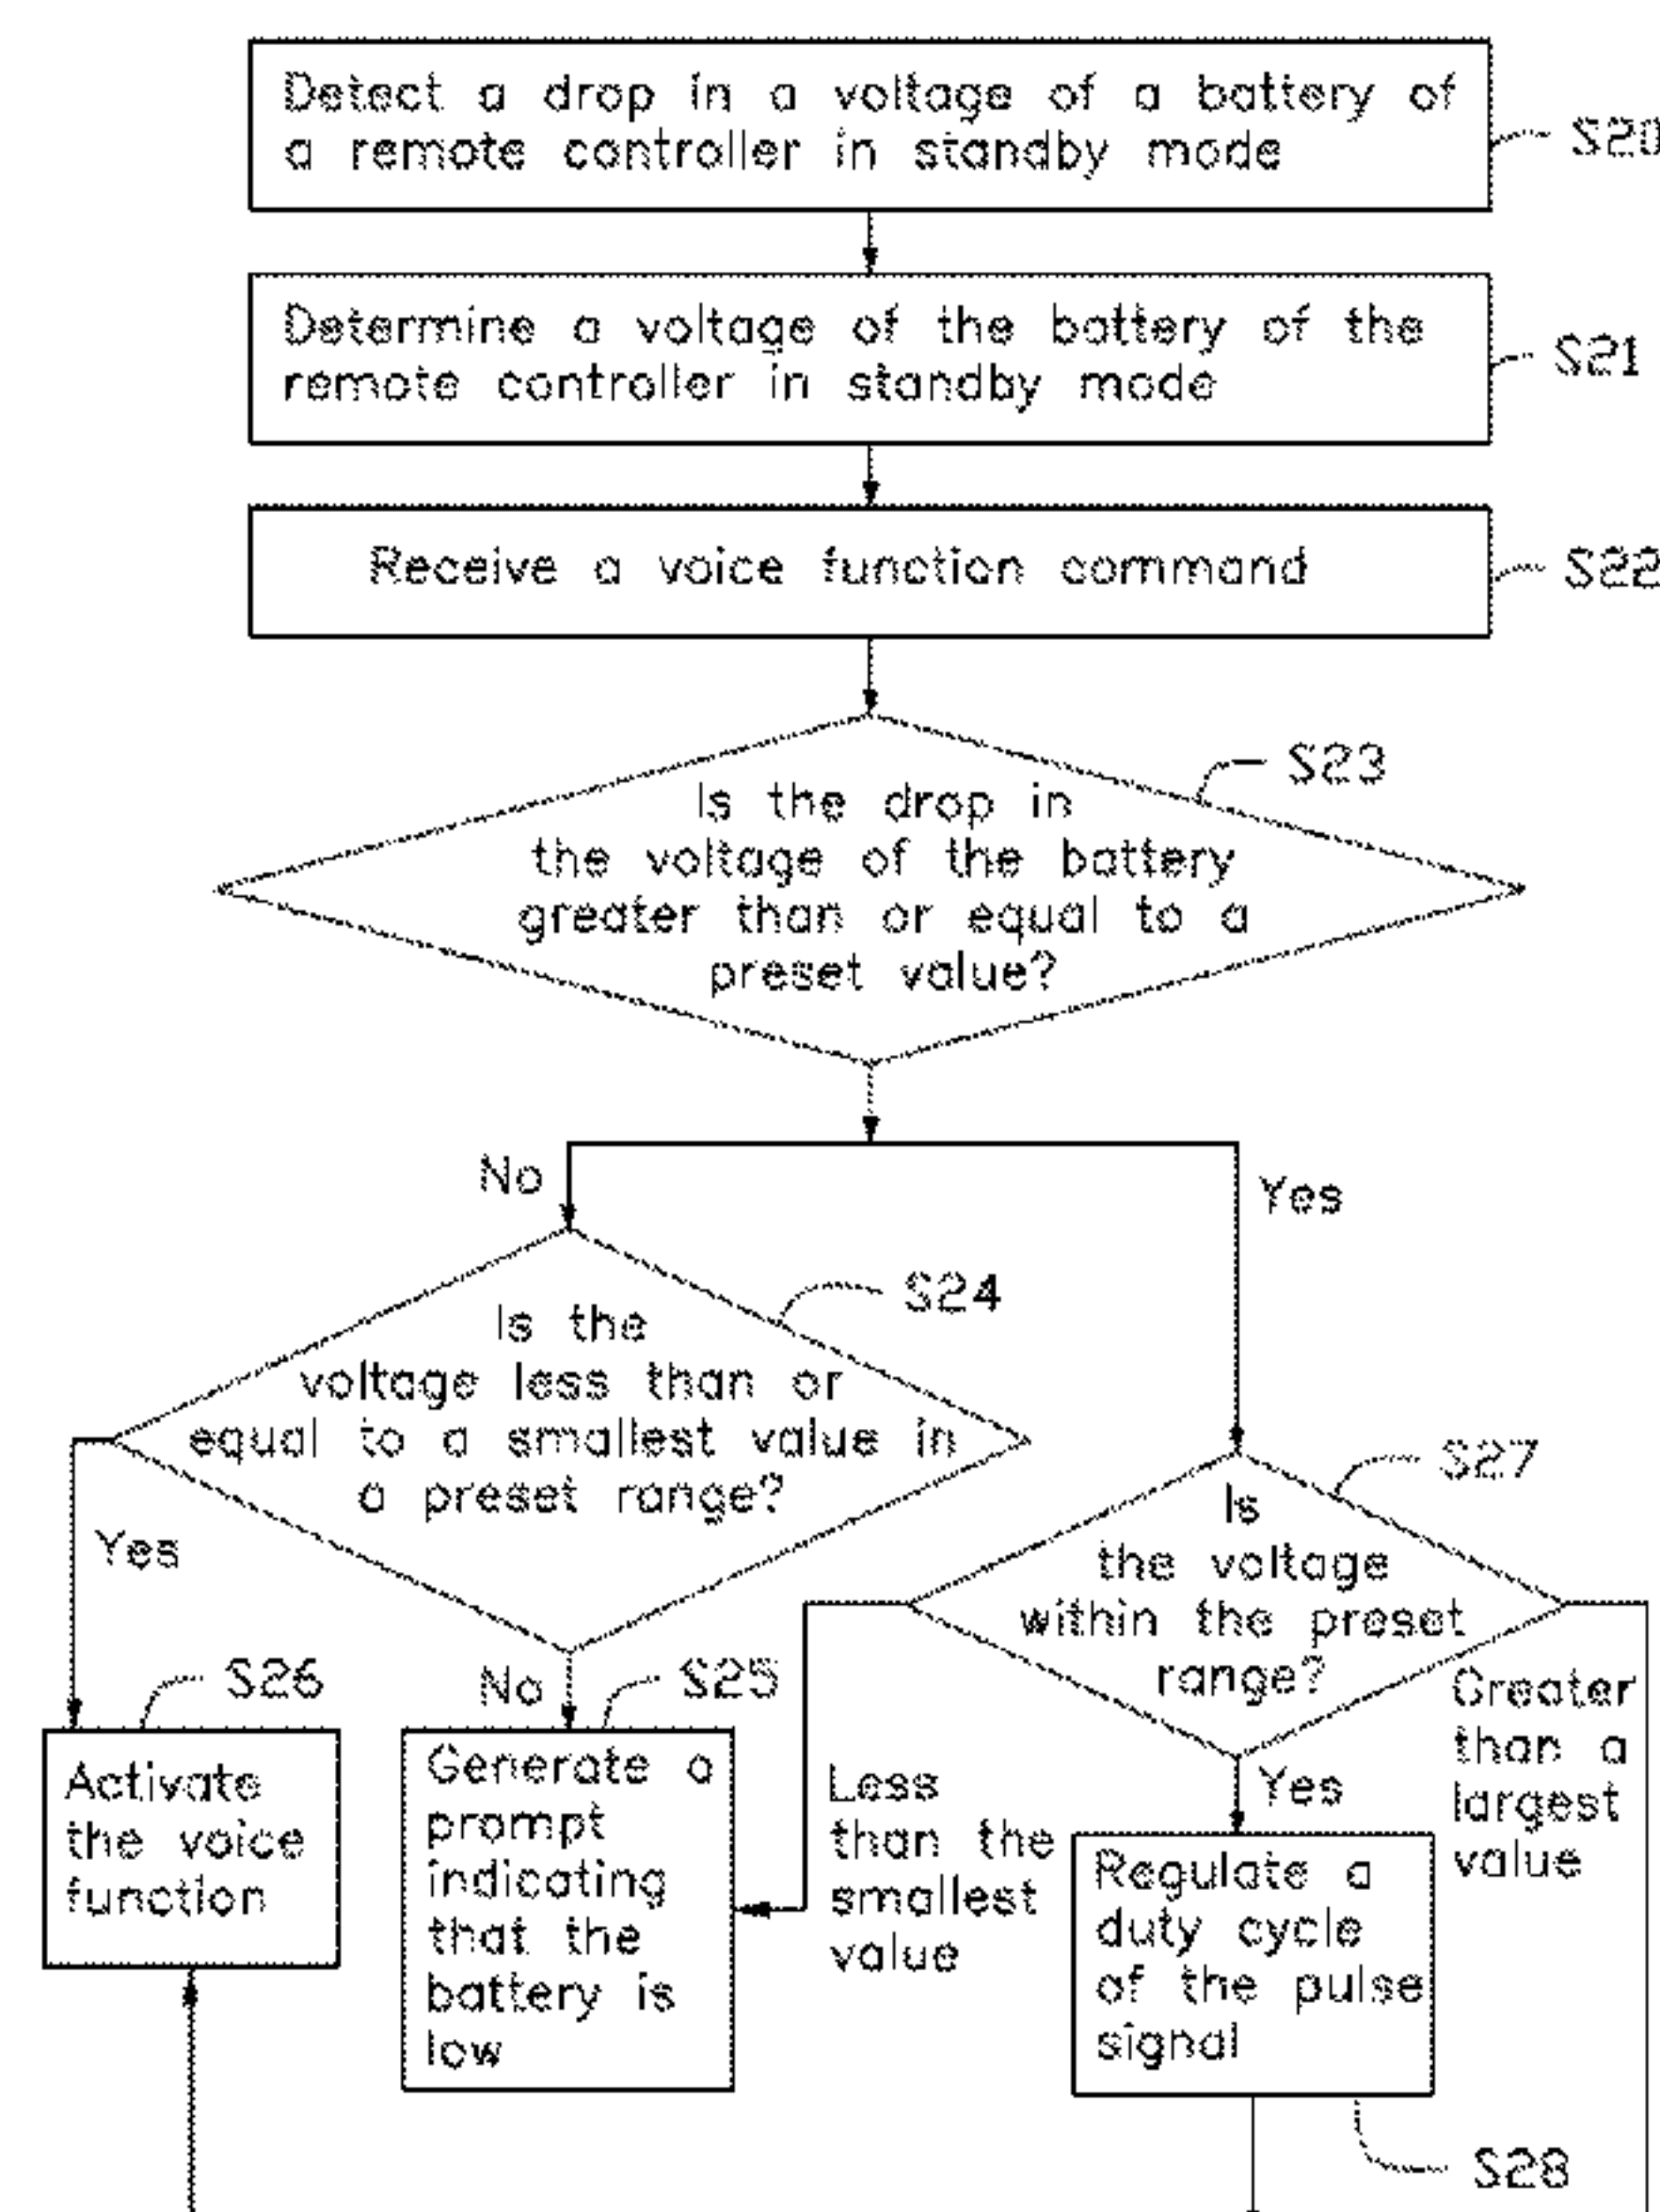 Detect a drop in a voltage of a battery of
a remote controller in standby mode
S20
Determine a voltage of the battery of the
remote controller in standby mode
S21
Receive a voice function command
S22
S23
Is the drop in
the voltage of the battery
greater than or equal to a
preset value?
No
Yes
S24
Is the
voltage less than or
equal to a smallest value in
a preset range?
Yes
No
S27
Is
the voltage
within the preset
range?
S26
Activate
the voice
function
S25
Generate a
prompt
indicating
that the
battery is
low
Less
than the
smallest
value
Yes
Greater
than a
largest
value
Regulate a
duty cycle
of the pulse
signal
S28